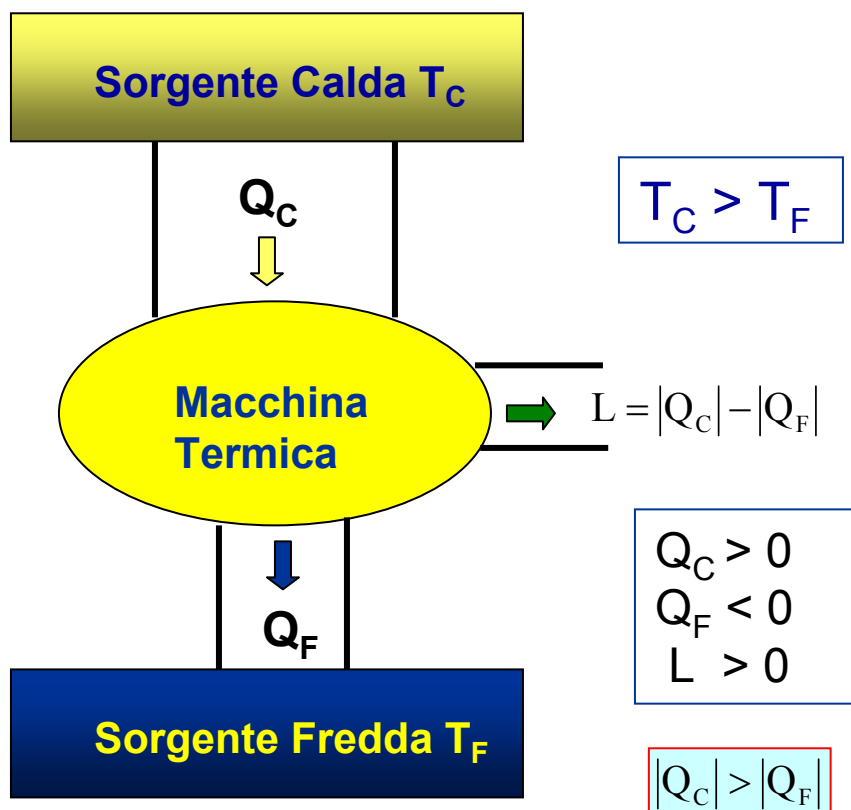 Sorgente Calda T_C
Q_C
T_C > T_F
Macchina
Termica
L = |Q_C| − |Q_F|
Q_C > 0
Q_F < 0
L > 0
Q_F
Sorgente Fredda T_F
|Q_C| > |Q_F|